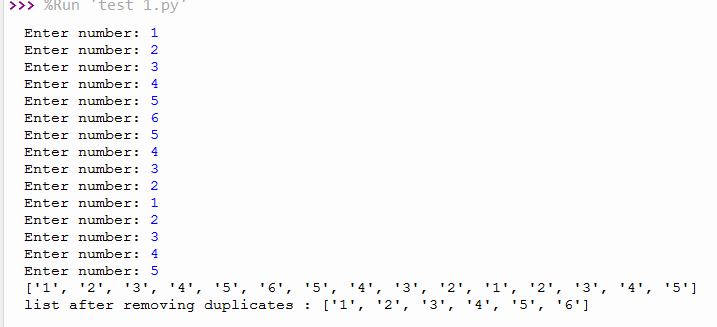 >>> %Run 'test 1.py'
Enter number: 1
Enter number: 2
Enter number: 3
Enter number: 4
Enter number: 5
Enter number: 6
Enter number: 5
Enter number: 4
Enter number: 3
Enter number: 2
Enter number: 1
Enter number: 2
Enter number: 3
Enter number: 4
Enter number: 5
['1', '2', '3', '4', '5', '6', '5', '4', '3', '2', '1', '2', '3', '4', '5']
list after removing duplicates : ['1', '2', '3', '4', '5', '6']